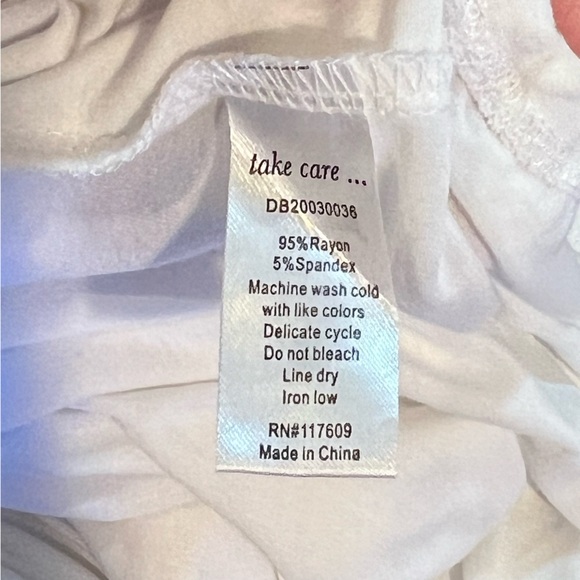 take care ...
DB20030036
95%Rayon
5%Spandex
Machine wash cold
with like colors
Delicate cycle
Do not bleach
Line dry
Iron low
RN#117609
Made in China